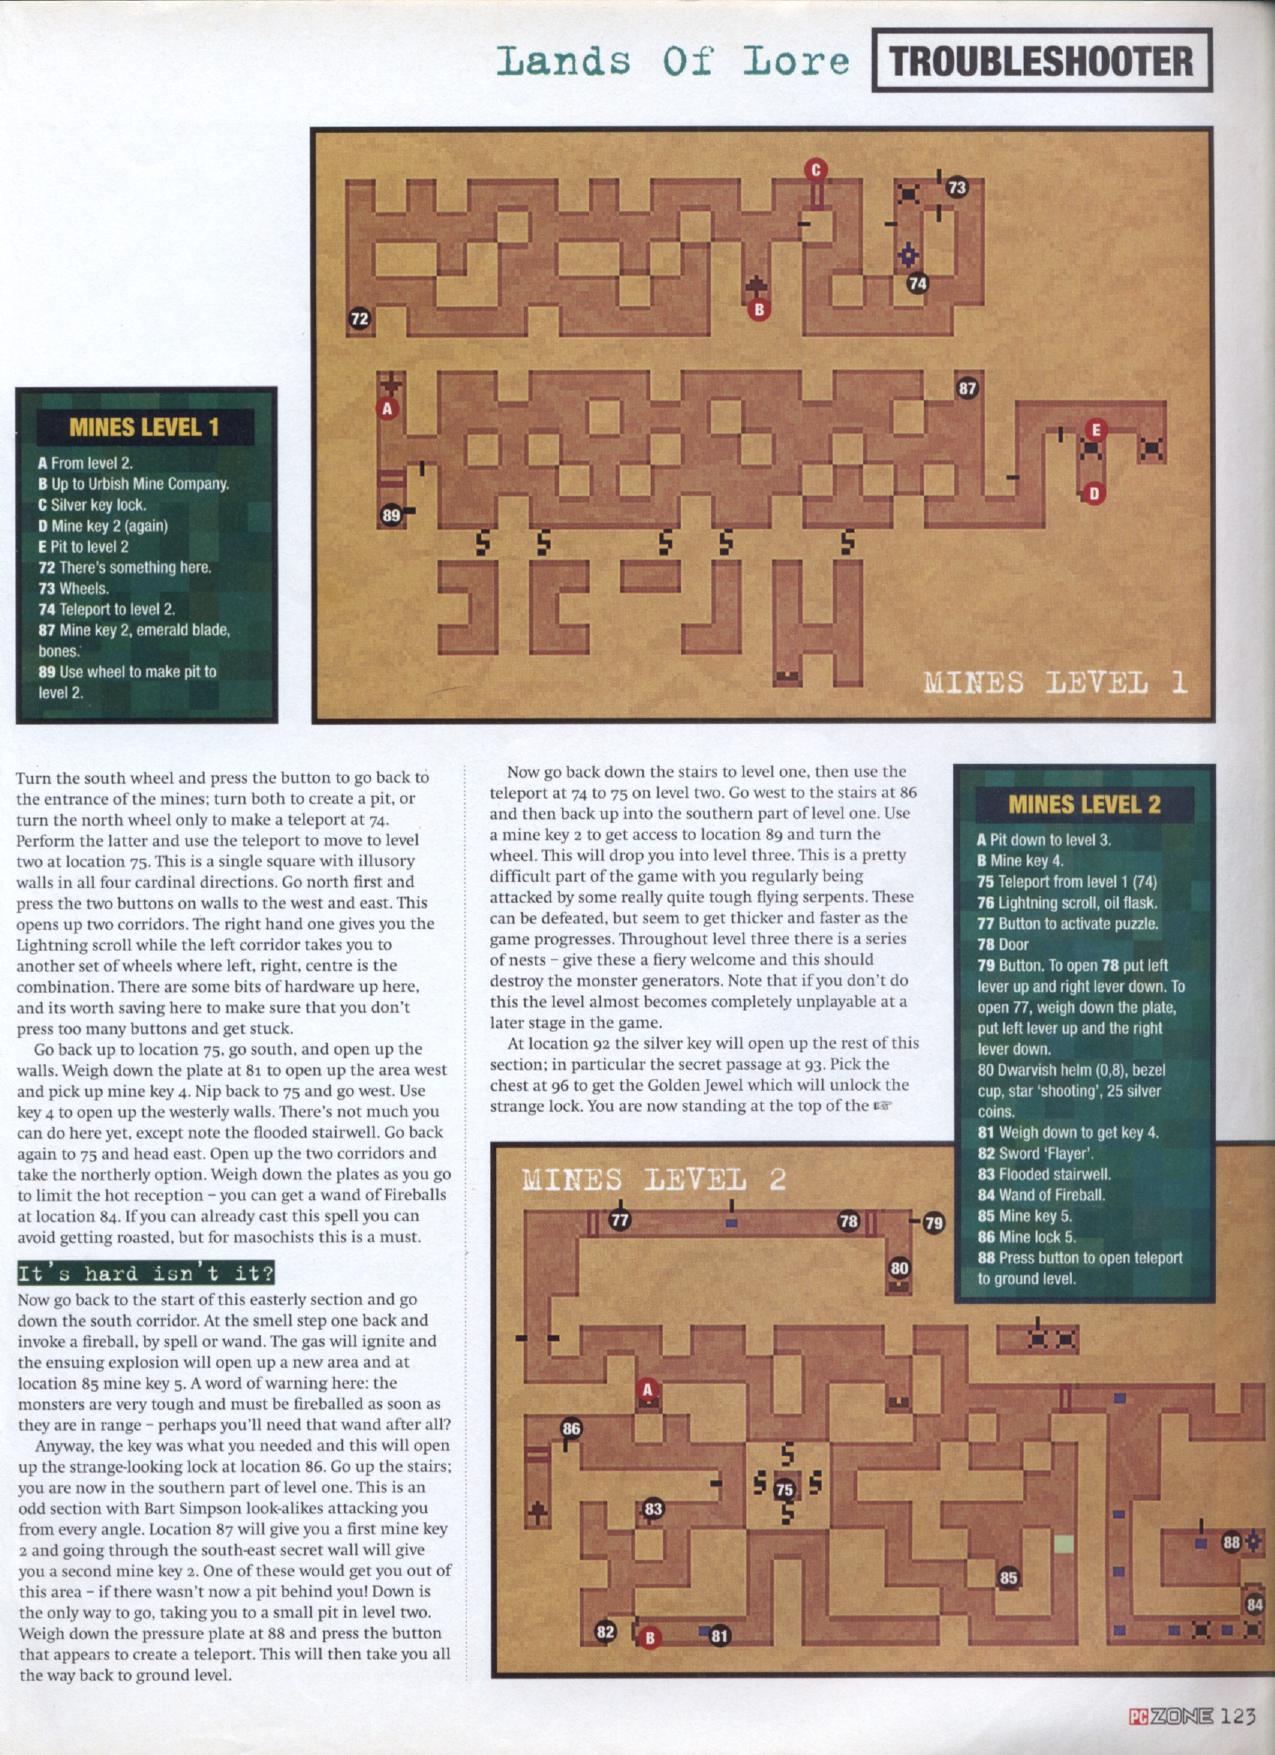 Lands Of Lore TROUBLESHOOTER
C
73
74
B
72
A
87
E
D
89
MINES LEVEL 1
MINES LEVEL 1
A From level 2.
B Up to Urbish Mine Company.
C Silver key lock.
D Mine key 2 (again)
E Pit to level 2
72 There's something here.
73 Wheels.
74 Teleport to level 2.
87 Mine key 2, emerald blade,
bones.
89 Use wheel to make pit to
level 2.
Turn the south wheel and press the button to go back to
the entrance of the mines; turn both to create a pit, or
turn the north wheel only to make a teleport at 74.
Perform the latter and use the teleport to move to level
two at location 75. This is a single square with illusory
walls in all four cardinal directions. Go north first and
press the two buttons on walls to the west and east. This
opens up two corridors. The right hand one gives you the
Lightning scroll while the left corridor takes you to
another set of wheels where left, right, centre is the
combination. There are some bits of hardware up here,
and its worth saving here to make sure that you don't
press too many buttons and get stuck.
Go back up to location 75, go south, and open up the
walls. Weigh down the plate at 81 to open up the area west
and pick up mine key 4. Nip back to 75 and go west. Use
key 4 to open up the westerly walls. There's not much you
can do here yet, except note the flooded stairwell. Go back
again to 75 and head east. Open up the two corridors and
take the northerly option. Weigh down the plates as you go
to limit the hot reception – you can get a wand of Fireballs
at location 84. If you can already cast this spell you can
avoid getting roasted, but for masochists this is a must.
It's hard isn't it?
Now go back to the start of this easterly section and go
down the south corridor. At the smell step one back and
invoke a fireball, by spell or wand. The gas will ignite and
the ensuing explosion will open up a new area and at
location 85 mine key 5. A word of warning here: the
monsters are very tough and must be fireballed as soon as
they are in range – perhaps you'll need that wand after all?
Anyway, the key was what you needed and this will open
up the strange-looking lock at location 86. Go up the stairs;
you are now in the southern part of level one. This is an
odd section with Bart Simpson look-alikes attacking you
from every angle. Location 87 will give you a first mine key
2 and going through the south-east secret wall will give
you a second mine key 2. One of these would get you out of
this area – if there wasn't now a pit behind you! Down is
the only way to go, taking you to a small pit in level two.
Weigh down the pressure plate at 88 and press the button
that appears to create a teleport. This will then take you all
the way back to ground level.
Now go back down the stairs to level one, then use the
teleport at 74 to 75 on level two. Go west to the stairs at 86
and then back up into the southern part of level one. Use
a mine key 2 to get access to location 89 and turn the
wheel. This will drop you into level three. This is a pretty
difficult part of the game with you regularly being
attacked by some really quite tough flying serpents. These
can be defeated, but seem to get thicker and faster as the
game progresses. Throughout level three there is a series
of nests – give these a fiery welcome and this should
destroy the monster generators. Note that if you don't do
this the level almost becomes completely unplayable at a
later stage in the game.
At location 92 the silver key will open up the rest of this
section; in particular the secret passage at 93. Pick the
chest at 96 to get the Golden Jewel which will unlock the
strange lock. You are now standing at the top of the ☞
MINES LEVEL 2
A Pit down to level 3.
B Mine key 4.
75 Teleport from level 1 (74)
76 Lightning scroll, oil flask.
77 Button to activate puzzle.
78 Door
79 Button. To open 78 put left
lever up and right lever down. To
open 77, weigh down the plate,
put left lever up and the right
lever down.
80 Dwarvish helm (0,8), bezel
cup, star 'shooting', 25 silver
coins.
81 Weigh down to get key 4.
82 Sword 'Flayer'.
83 Flooded stairwell.
84 Wand of Fireball.
85 Mine key 5.
86 Mine lock 5.
88 Press button to open teleport
to ground level.
MINES LEVEL 2
77
78
79
80
A
86
75
83
88
85
84
82
B
81
PC ZONE 123